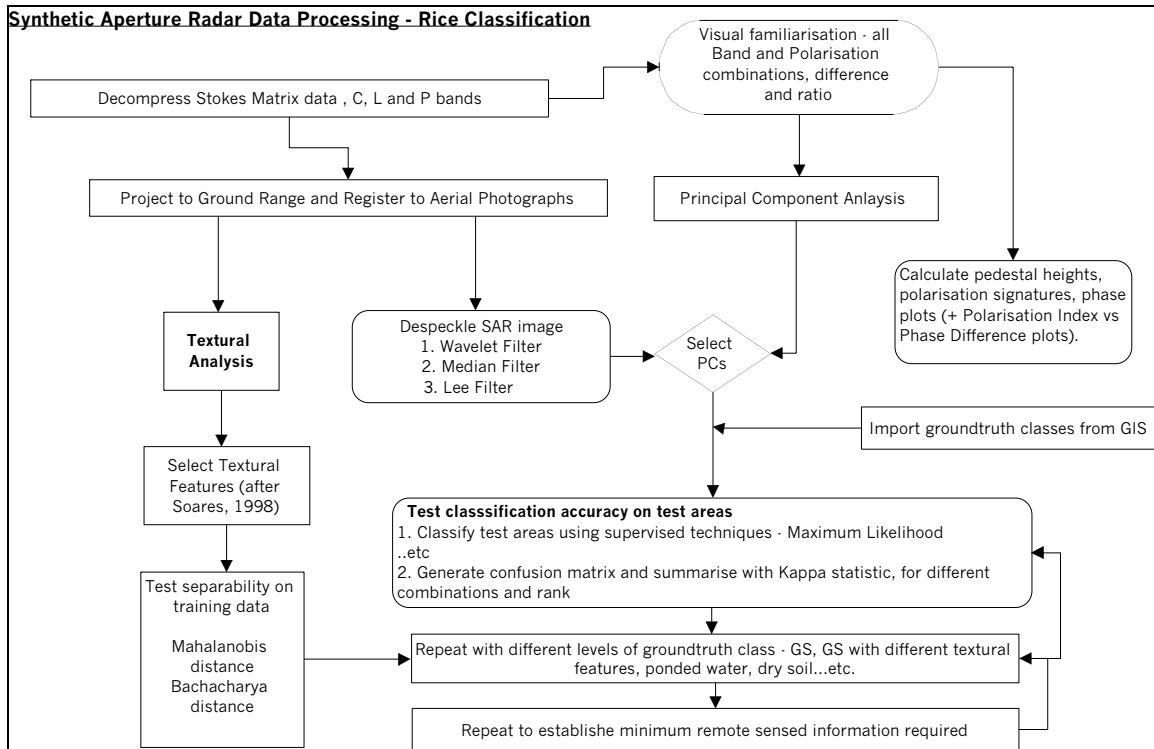 Synthetic Aperture Radar Data Processing - Rice Classification
Visual familiarisation - all
Band and Polarisation
combinations, difference
and ratio
Decompress Stokes Matrix data , C, L and P bands
Project to Ground Range and Register to Aerial Photographs
Principal Component Anlaysis
Calculate pedestal heights,
polarisation signatures, phase
plots (+ Polarisation Index vs
Phase Difference plots).
Textural
Analysis
Despeckle SAR image
1. Wavelet Filter
2. Median Filter
3. Lee Filter
Select
PCs
Import groundtruth classes from GIS
Select Textural
Features (after
Soares, 1998)
Test classsification accuracy on test areas
1. Classify test areas using supervised techniques - Maximum Likelihood
..etc
2. Generate confusion matrix and summarise with Kappa statistic, for different
combinations and rank
Test separability on
training data
Mahalanobis
distance
Bachacharya
distance
Repeat with different levels of groundtruth class - GS, GS with different textural
features, ponded water, dry soil...etc.
Repeat to establishe minimum remote sensed information required